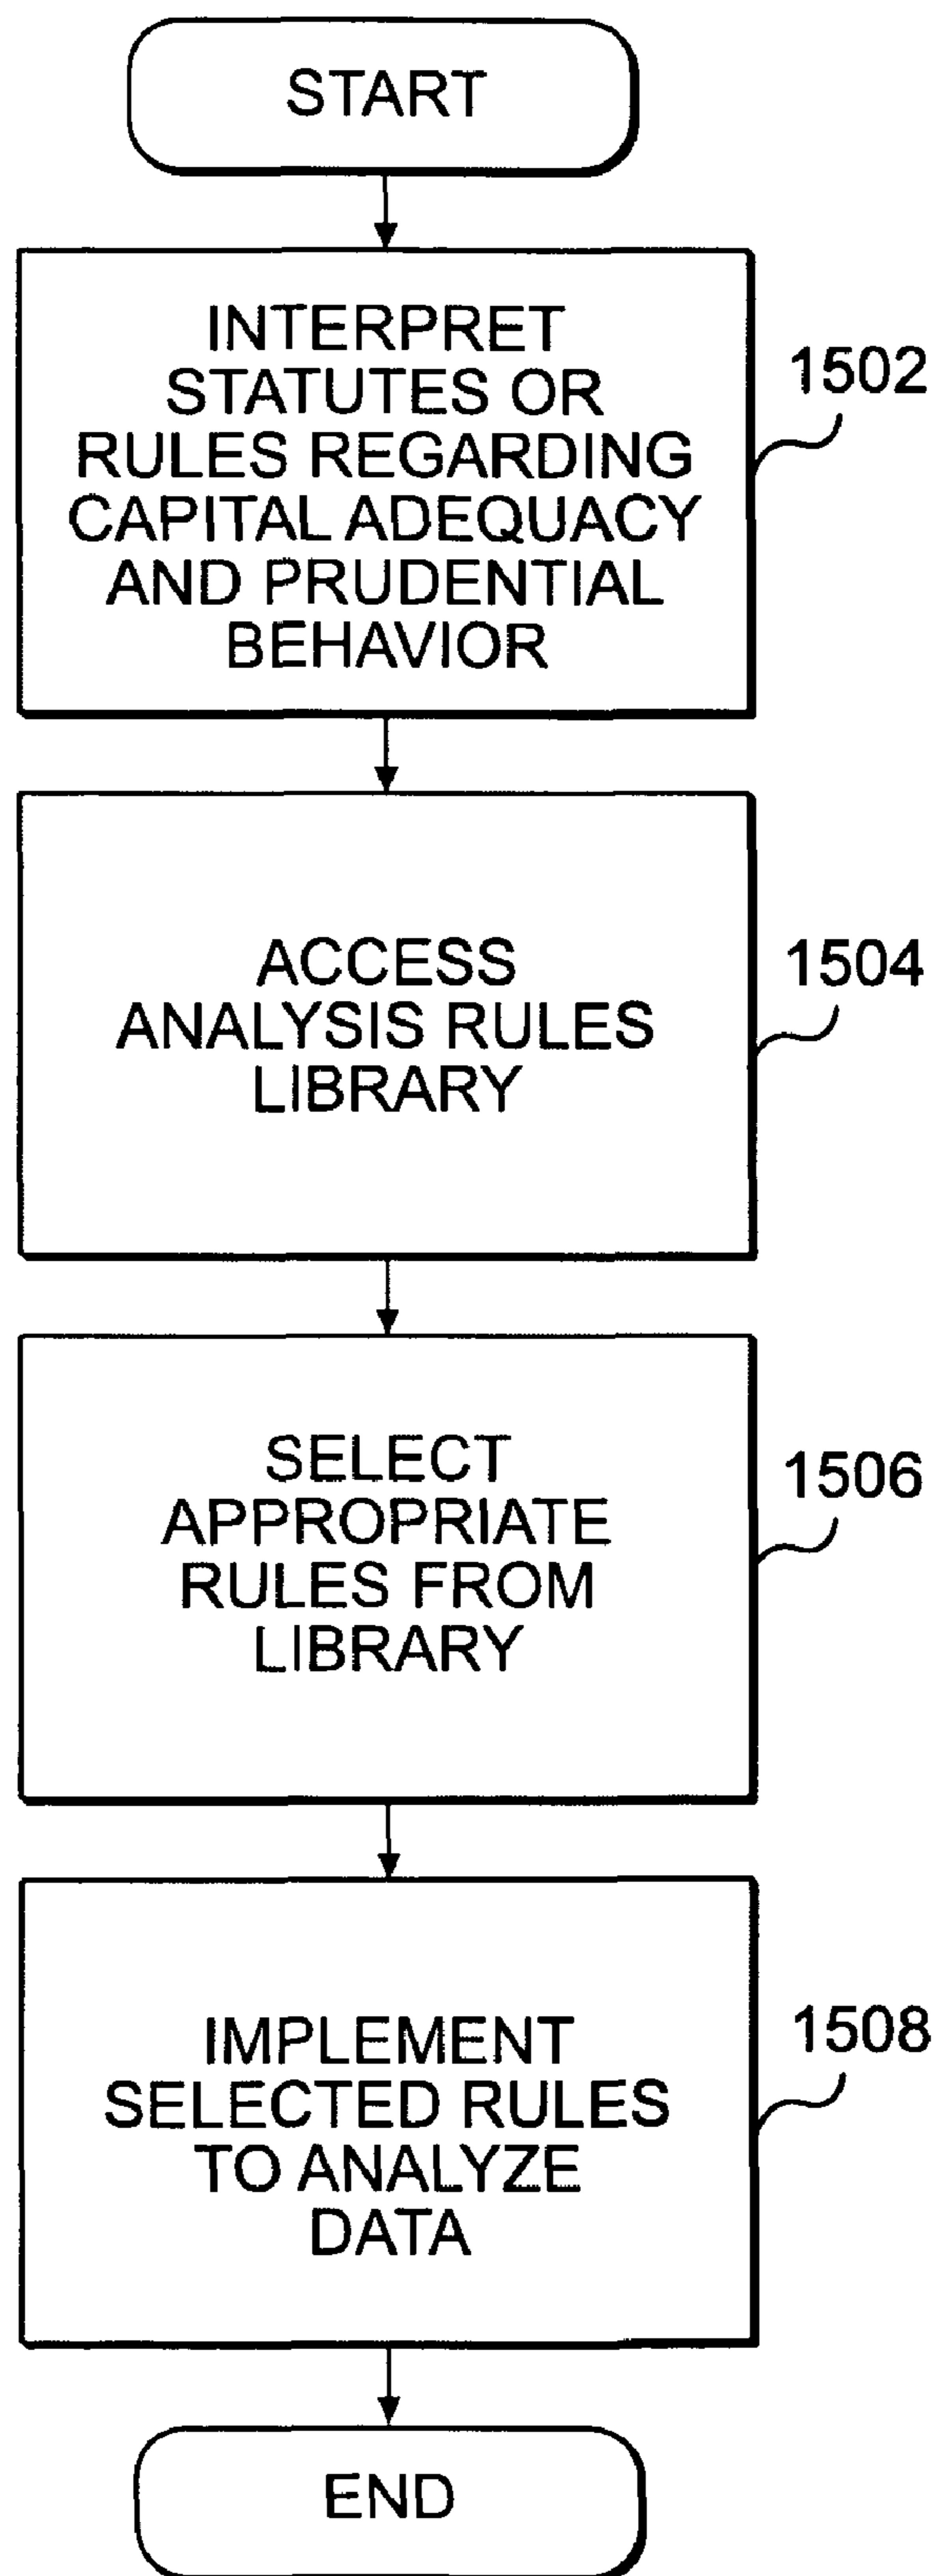 START
INTERPRET
STATUTES OR
RULES REGARDING
CAPITAL ADEQUACY
AND PRUDENTIAL
BEHAVIOR
1502
ACCESS
ANALYSIS RULES
LIBRARY
1504
SELECT
APPROPRIATE
RULES FROM
LIBRARY
1506
IMPLEMENT
SELECTED RULES
TO ANALYZE
DATA
1508
END